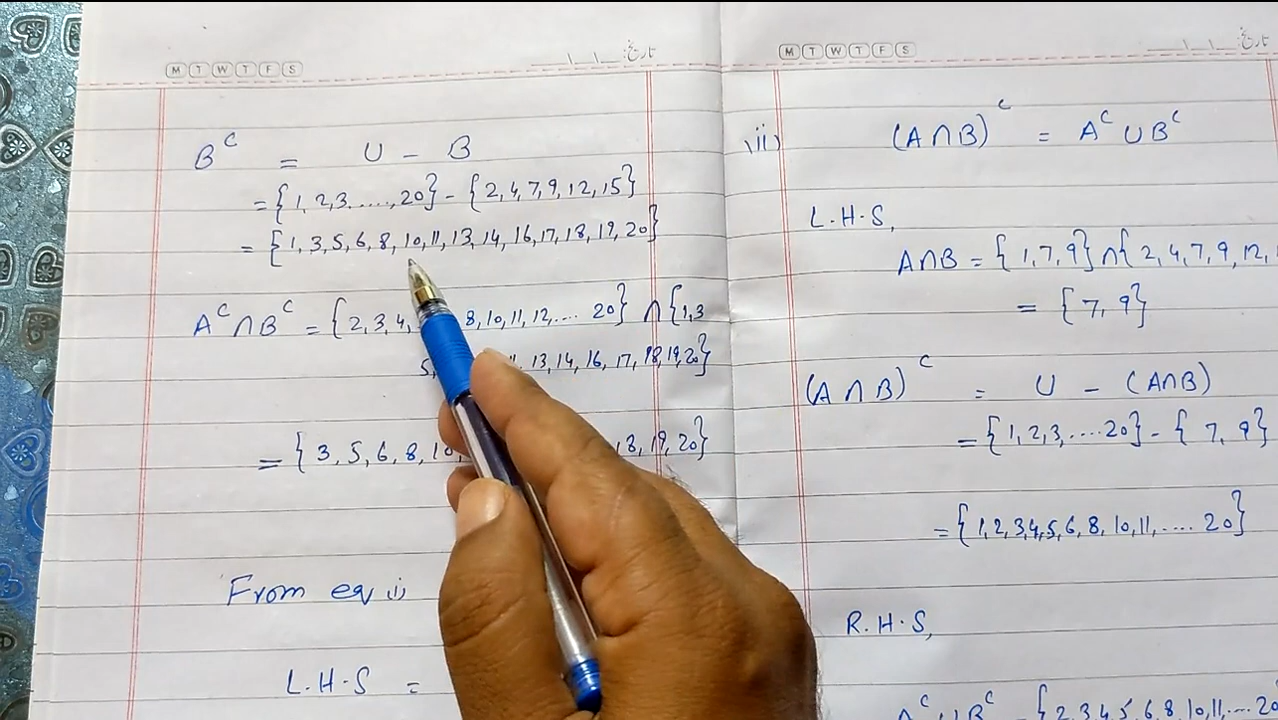 M T W T F S تاریخ:
B^C = U - B
= {1, 2, 3, ...., 20} - {2, 4, 7, 9, 12, 15}
= {1, 3, 5, 6, 8, 10, 11, 13, 14, 16, 17, 18, 19, 20}
A^C ∩ B^C = {2, 3, 4, 8, 10, 11, 12, .... 20} ∩ {1, 3
5, 13, 14, 16, 17, 18, 19, 20}
= {3, 5, 6, 8, 10 18, 19, 20}
From eq i)
L.H.S =
M T W T F S تاریخ:
ii) (A∩B)^C = A^C ∪ B^C
L.H.S,
A∩B = {1, 7, 9} ∩ {2, 4, 7, 9, 12, 1
= {7, 9}
(A∩B)^C = U - (A∩B)
= {1, 2, 3, .... 20} - {7, 9}
= {1, 2, 3, 4, 5, 6, 8, 10, 11, .... 20}
R.H.S,
A^C ∪ B^C = {2, 3, 4, 5, 6, 8, 10, 11, ... 20